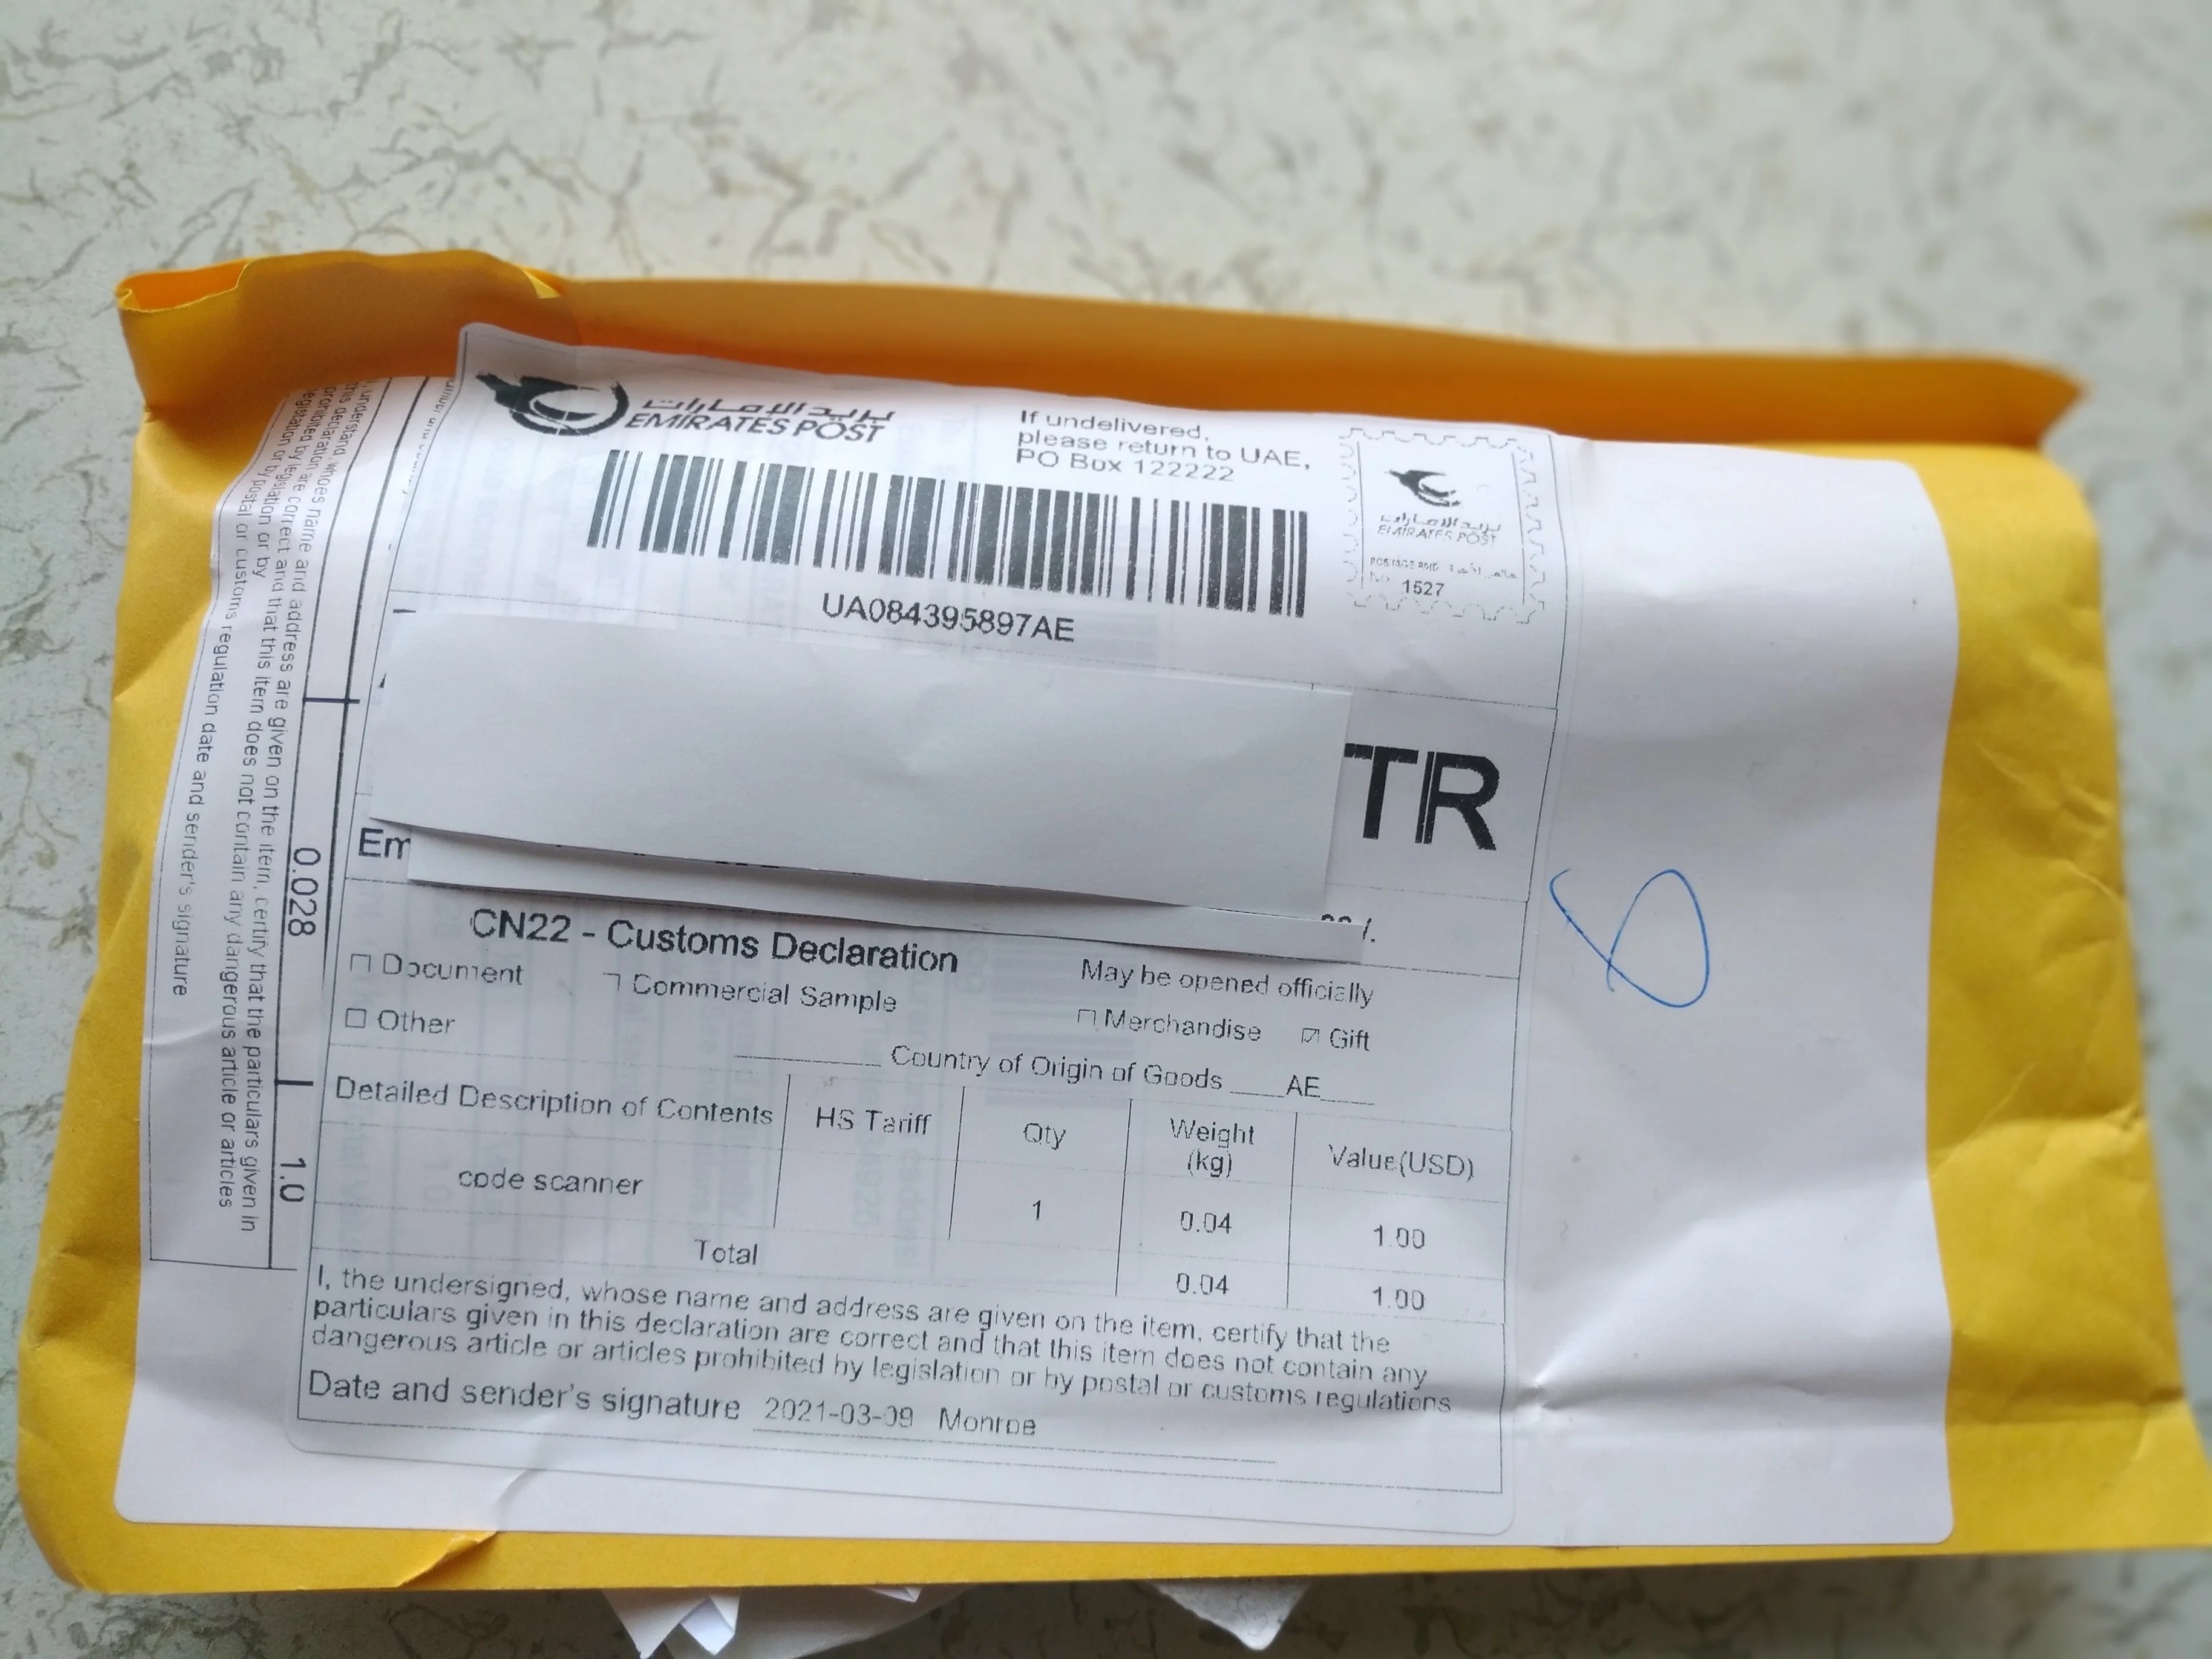 بريد الإمارات
EMIRATES POST
If undelivered,
please return to UAE,
PO Box 122222
بريد الإمارات
EMIRATES POST
POSTAGE PAID
No. 1527
UA084395897AE
TR
Em
CN22 - Customs Declaration
May be opened officially
Document
Commercial Sample
Merchandise
Gift
Other
Country of Origin of Goods AE
Detailed Description of Contents
HS Tariff
Qty
Weight
(kg)
Value(USD)
code scanner
1
0.04
1.00
Total
0.04
1.00
I, the undersigned, whose name and address are given on the item, certify that the
particulars given in this declaration are correct and that this item does not contain any
dangerous article or articles prohibited by legislation or by postal or customs regulations
Date and sender's signature 2021-03-09 Monroe
0.028
1.0
name and address are given on the item, certify that the particulars given in
are correct and that this item does not contain any dangerous article or articles
legislation or by
postal or customs regulation date and sender's signature